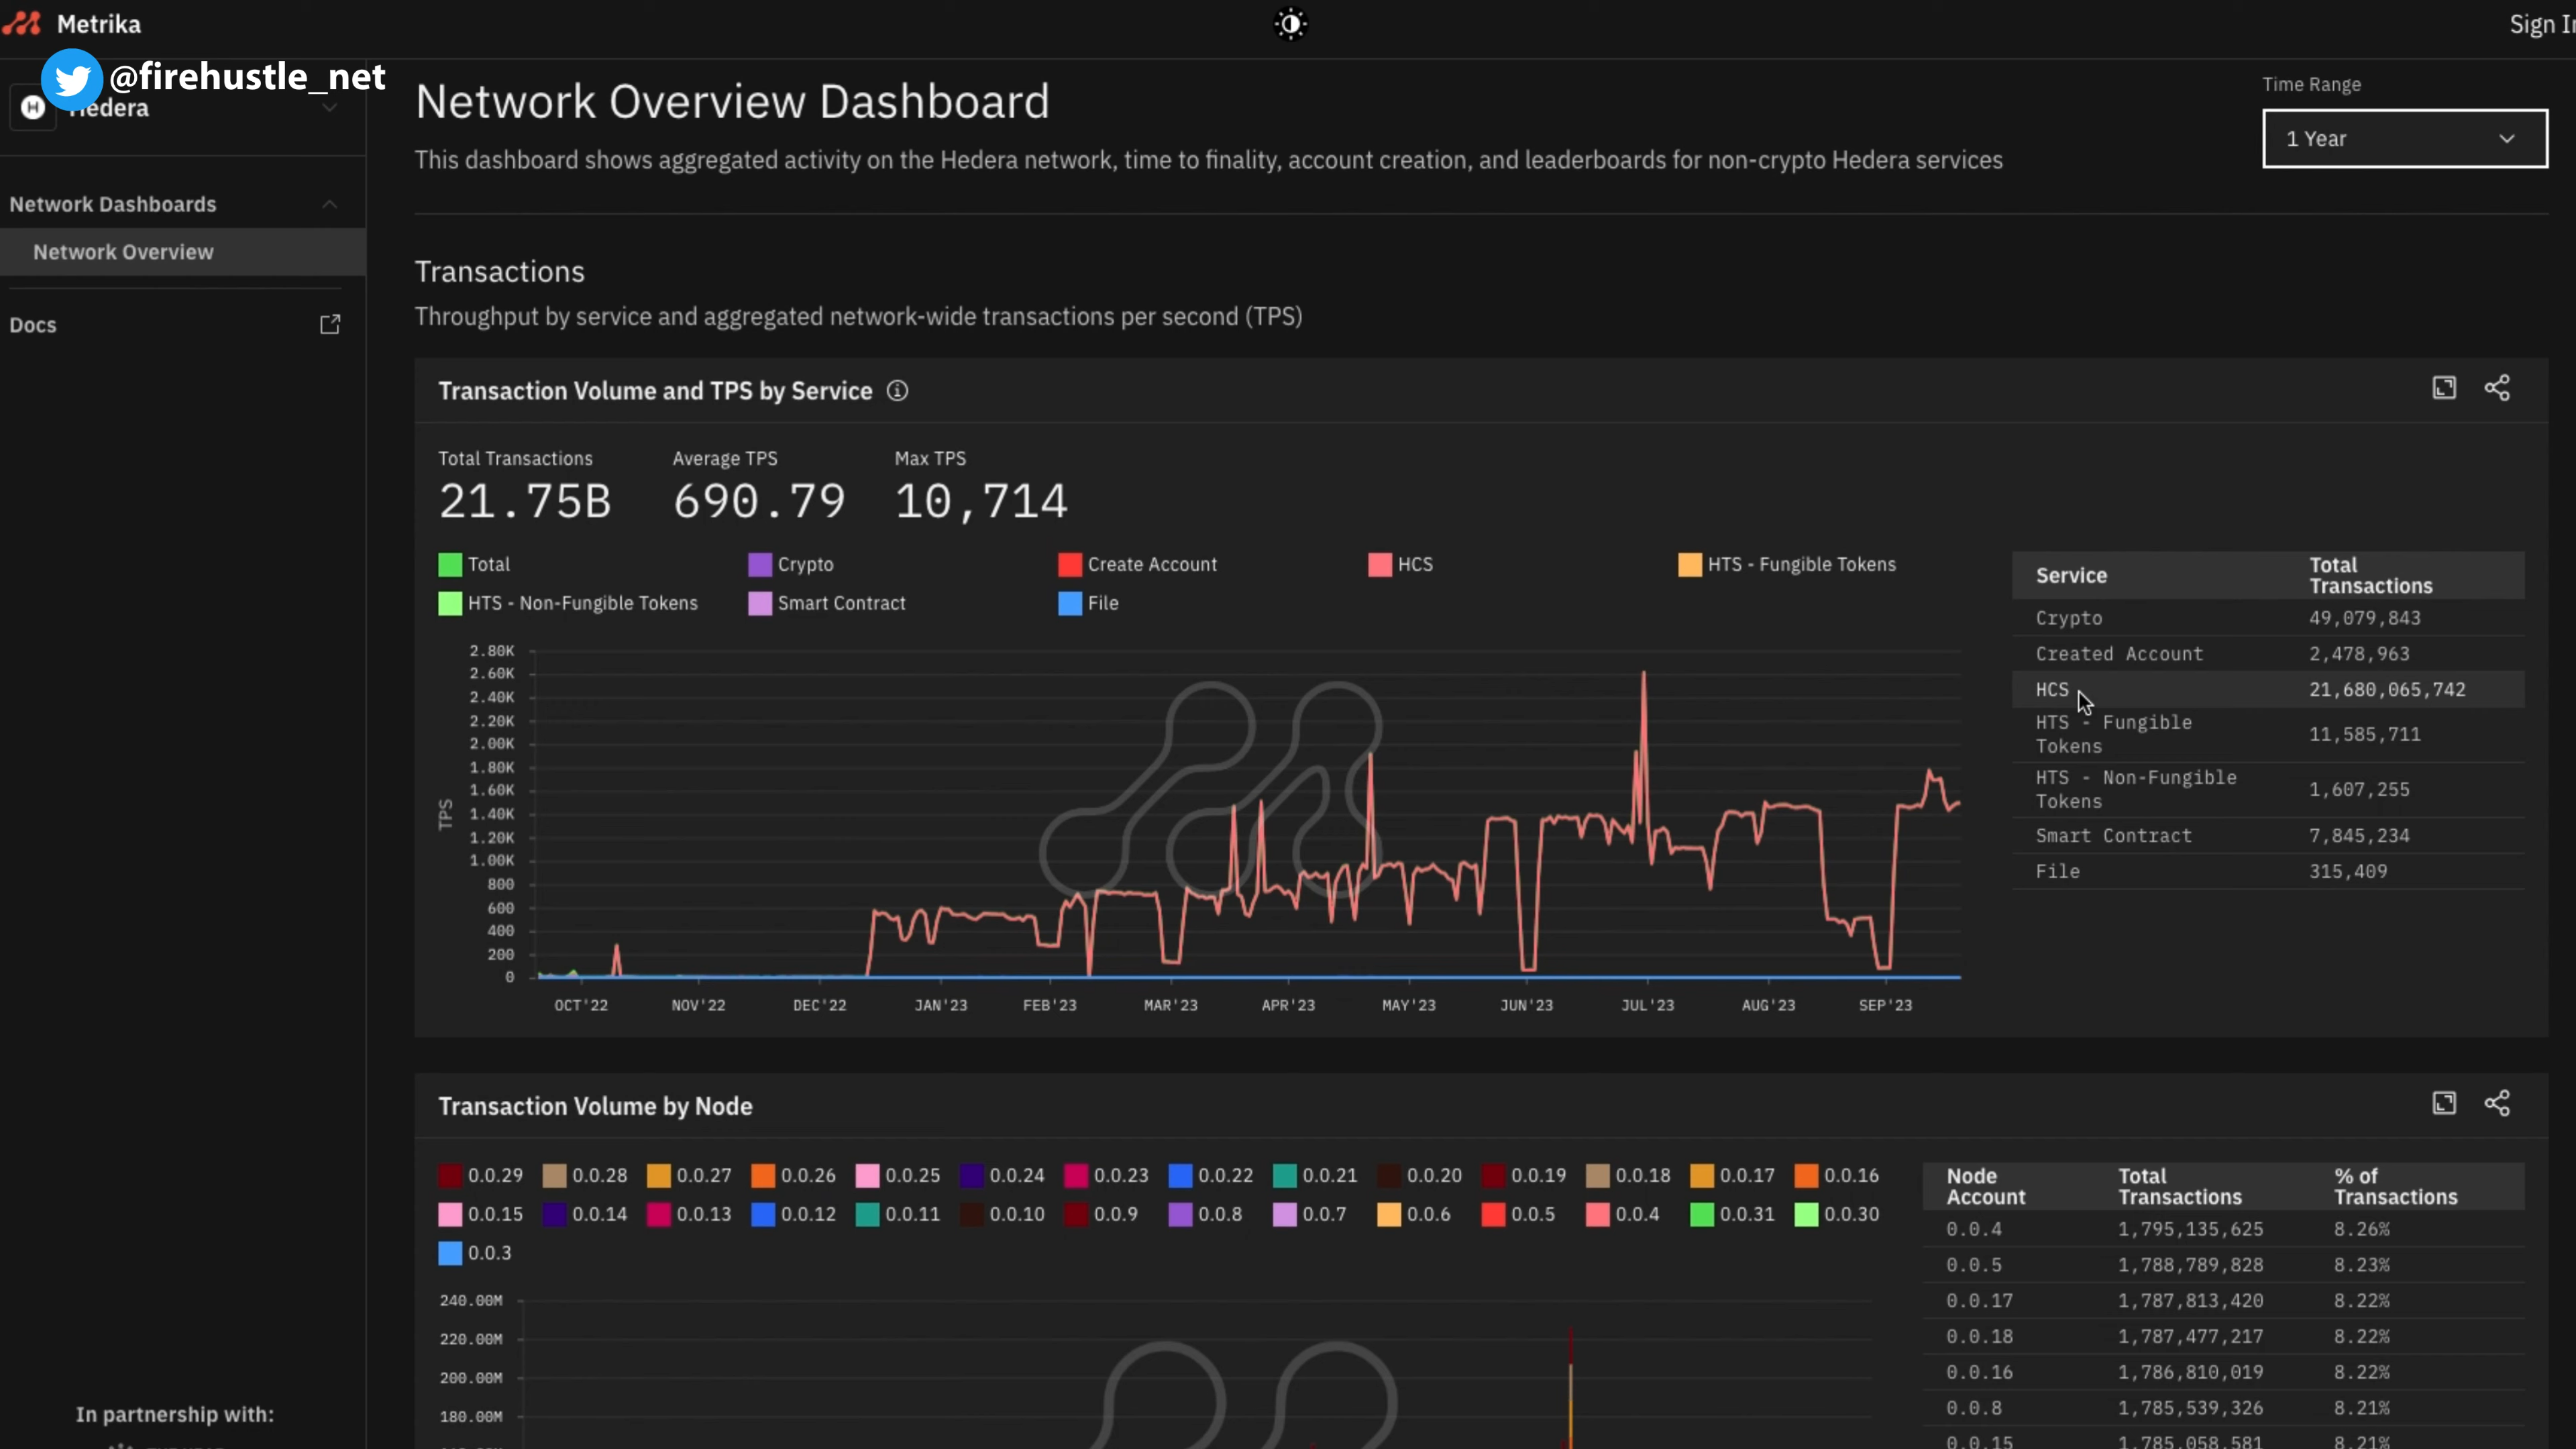 Metrika
Sign In
@firehustle_net
Hedera
Network Dashboards
Network Overview
Docs
In partnership with:
Network Overview Dashboard
This dashboard shows aggregated activity on the Hedera network, time to finality, account creation, and leaderboards for non-crypto Hedera services
Time Range
1 Year
Transactions
Throughput by service and aggregated network-wide transactions per second (TPS)
Transaction Volume and TPS by Service
Total Transactions Average TPS Max TPS
21.75B 690.79 10,714
Total Crypto Create Account HCS HTS - Fungible Tokens
HTS - Non-Fungible Tokens Smart Contract File
TPS
2.80K
2.60K
2.40K
2.20K
2.00K
1.80K
1.60K
1.40K
1.20K
1.00K
800
600
400
200
0
OCT'22 NOV'22 DEC'22 JAN'23 FEB'23 MAR'23 APR'23 MAY'23 JUN'23 JUL'23 AUG'23 SEP'23
Service Total Transactions
Crypto 49,079,843
Created Account 2,478,963
HCS 21,680,065,742
HTS - Fungible Tokens 11,585,711
HTS - Non-Fungible Tokens 1,607,255
Smart Contract 7,845,234
File 315,409
Transaction Volume by Node
0.0.29 0.0.28 0.0.27 0.0.26 0.0.25 0.0.24 0.0.23 0.0.22 0.0.21 0.0.20 0.0.19 0.0.18 0.0.17 0.0.16
0.0.15 0.0.14 0.0.13 0.0.12 0.0.11 0.0.10 0.0.9 0.0.8 0.0.7 0.0.6 0.0.5 0.0.4 0.0.31 0.0.30
0.0.3
240.00M
220.00M
200.00M
180.00M
Node Account Total Transactions % of Transactions
0.0.4 1,795,135,625 8.26%
0.0.5 1,788,789,828 8.23%
0.0.17 1,787,813,420 8.22%
0.0.18 1,787,477,217 8.22%
0.0.16 1,786,810,019 8.22%
0.0.8 1,785,539,326 8.21%
0.0.15 1,785,058,581 8.21%